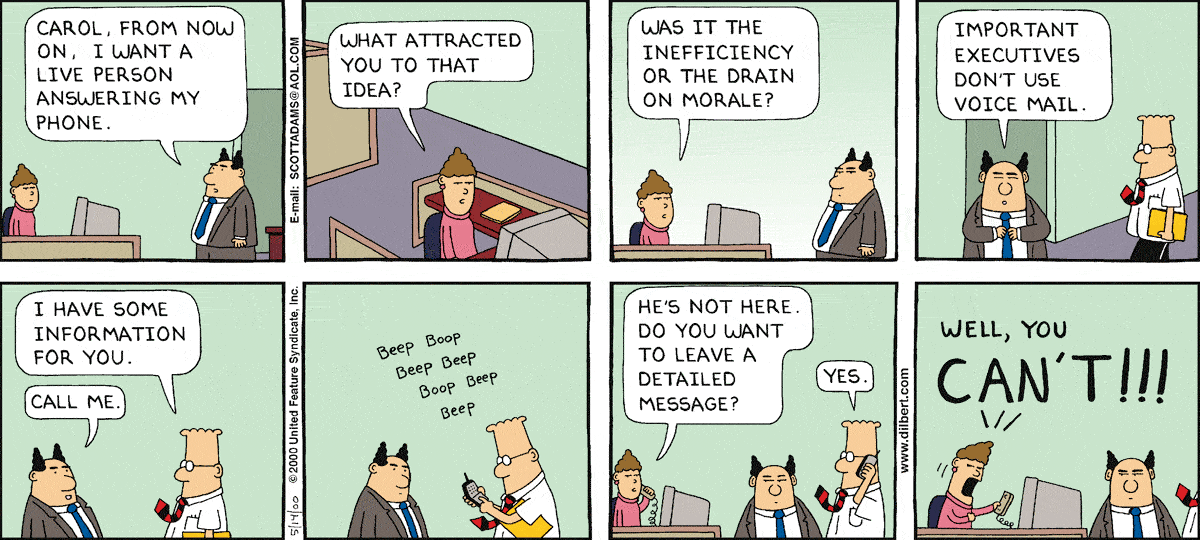 CAROL, FROM NOW
ON, I WANT A
LIVE PERSON
ANSWERING MY
PHONE.
E-mail: SCOTTADAMS@AOL.COM
WHAT ATTRACTED
YOU TO THAT
IDEA?
WAS IT THE
INEFFICIENCY
OR THE DRAIN
ON MORALE?
IMPORTANT
EXECUTIVES
DON'T USE
VOICE MAIL.
I HAVE SOME
INFORMATION
FOR YOU.
CALL ME.
5/14/00 © 2000 United Feature Syndicate, Inc.
Beep Boop
Beep Beep
Boop Beep
Beep
HE'S NOT HERE.
DO YOU WANT
TO LEAVE A
DETAILED
MESSAGE?
YES.
www.dilbert.com
WELL, YOU
CAN'T!!!